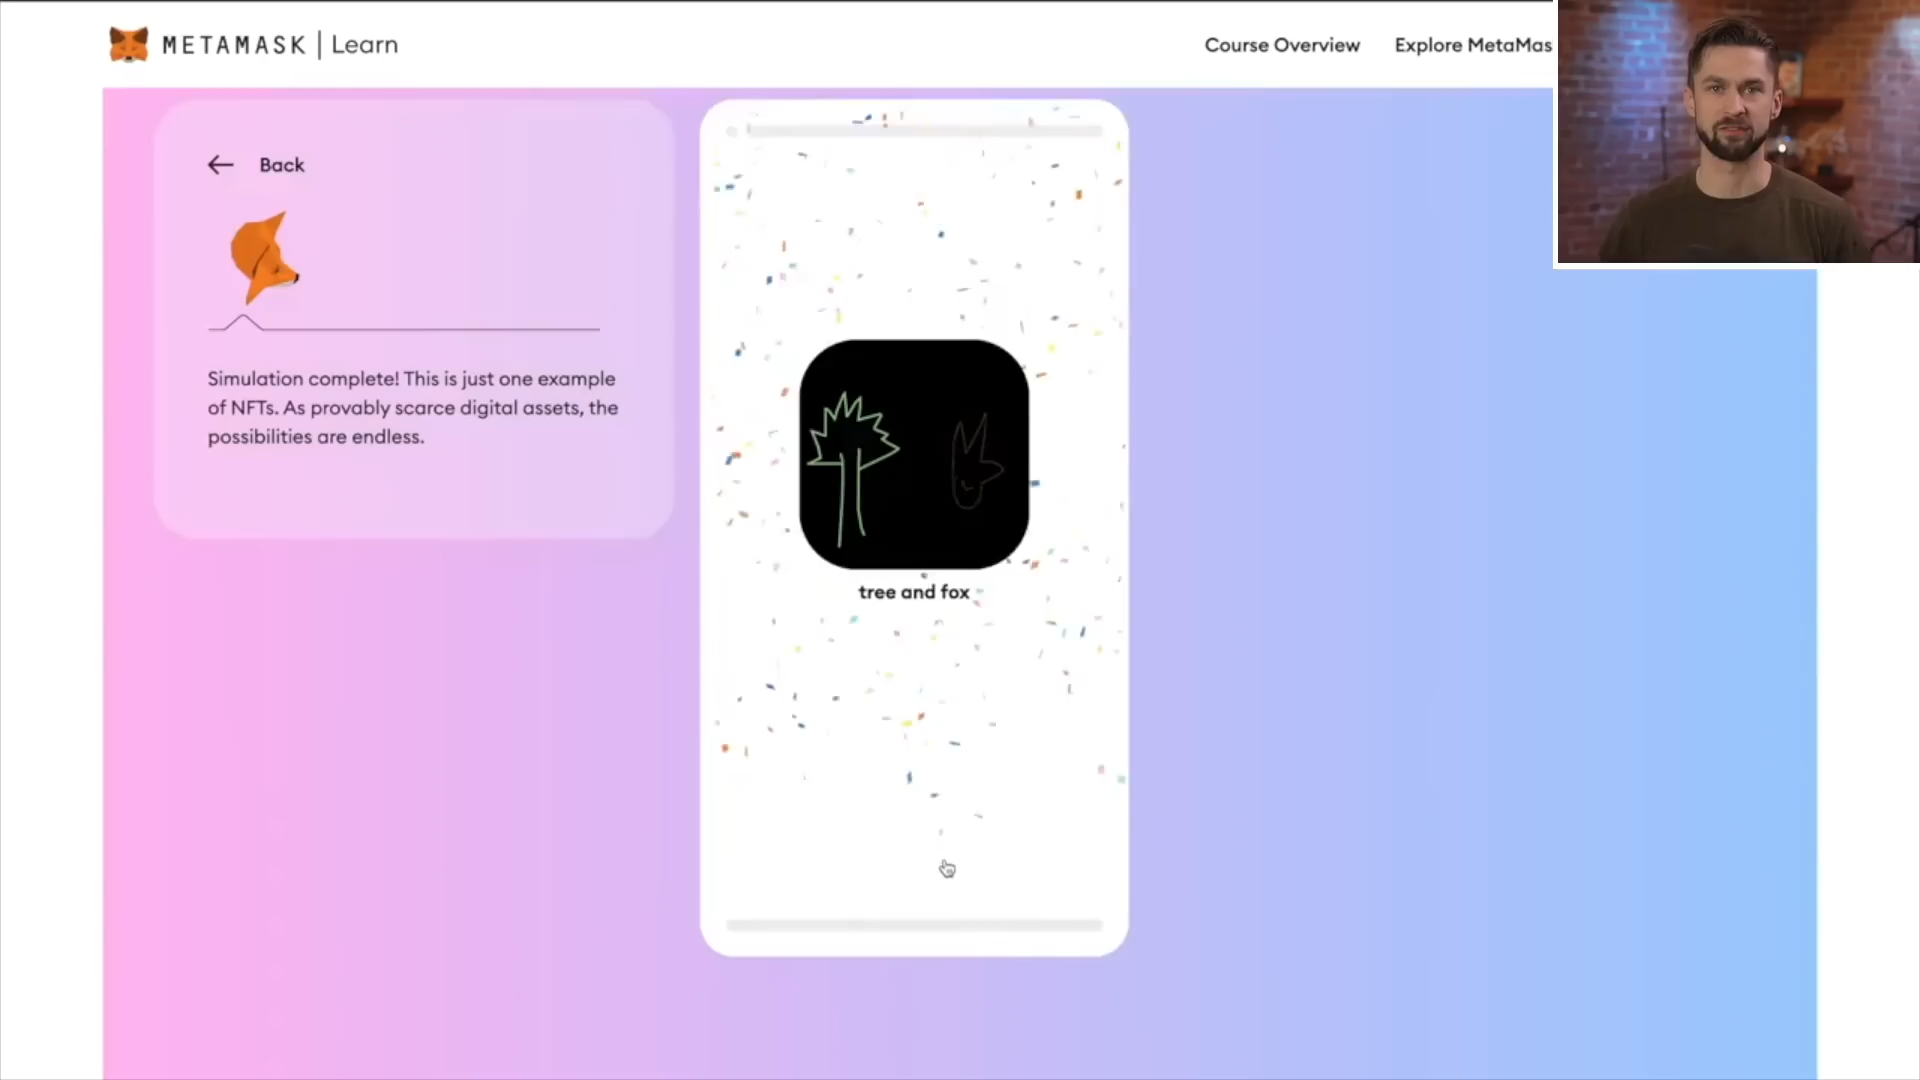 METAMASK | Learn
Course Overview
Explore MetaMas
Back
Simulation complete! This is just one example
of NFTs. As provably scarce digital assets, the
possibilities are endless.
tree and fox